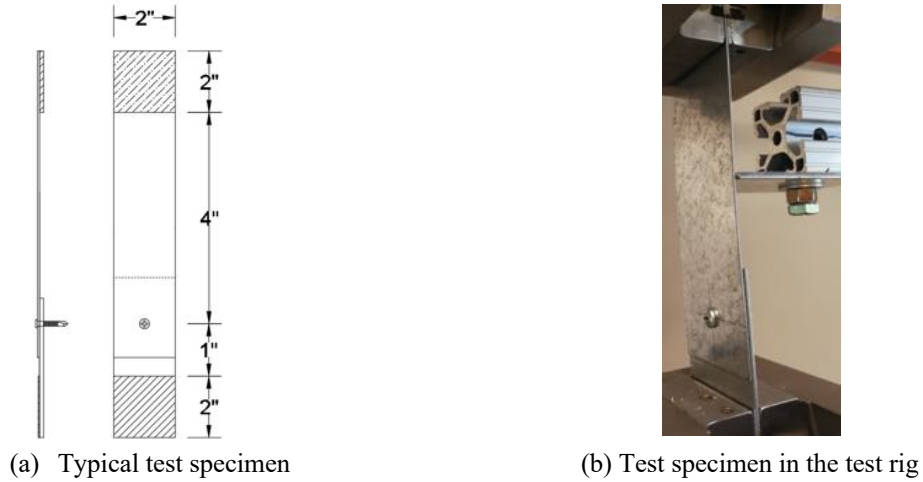 2"
2"
4"
1"
2"
(a) Typical test specimen
(b) Test specimen in the test rig